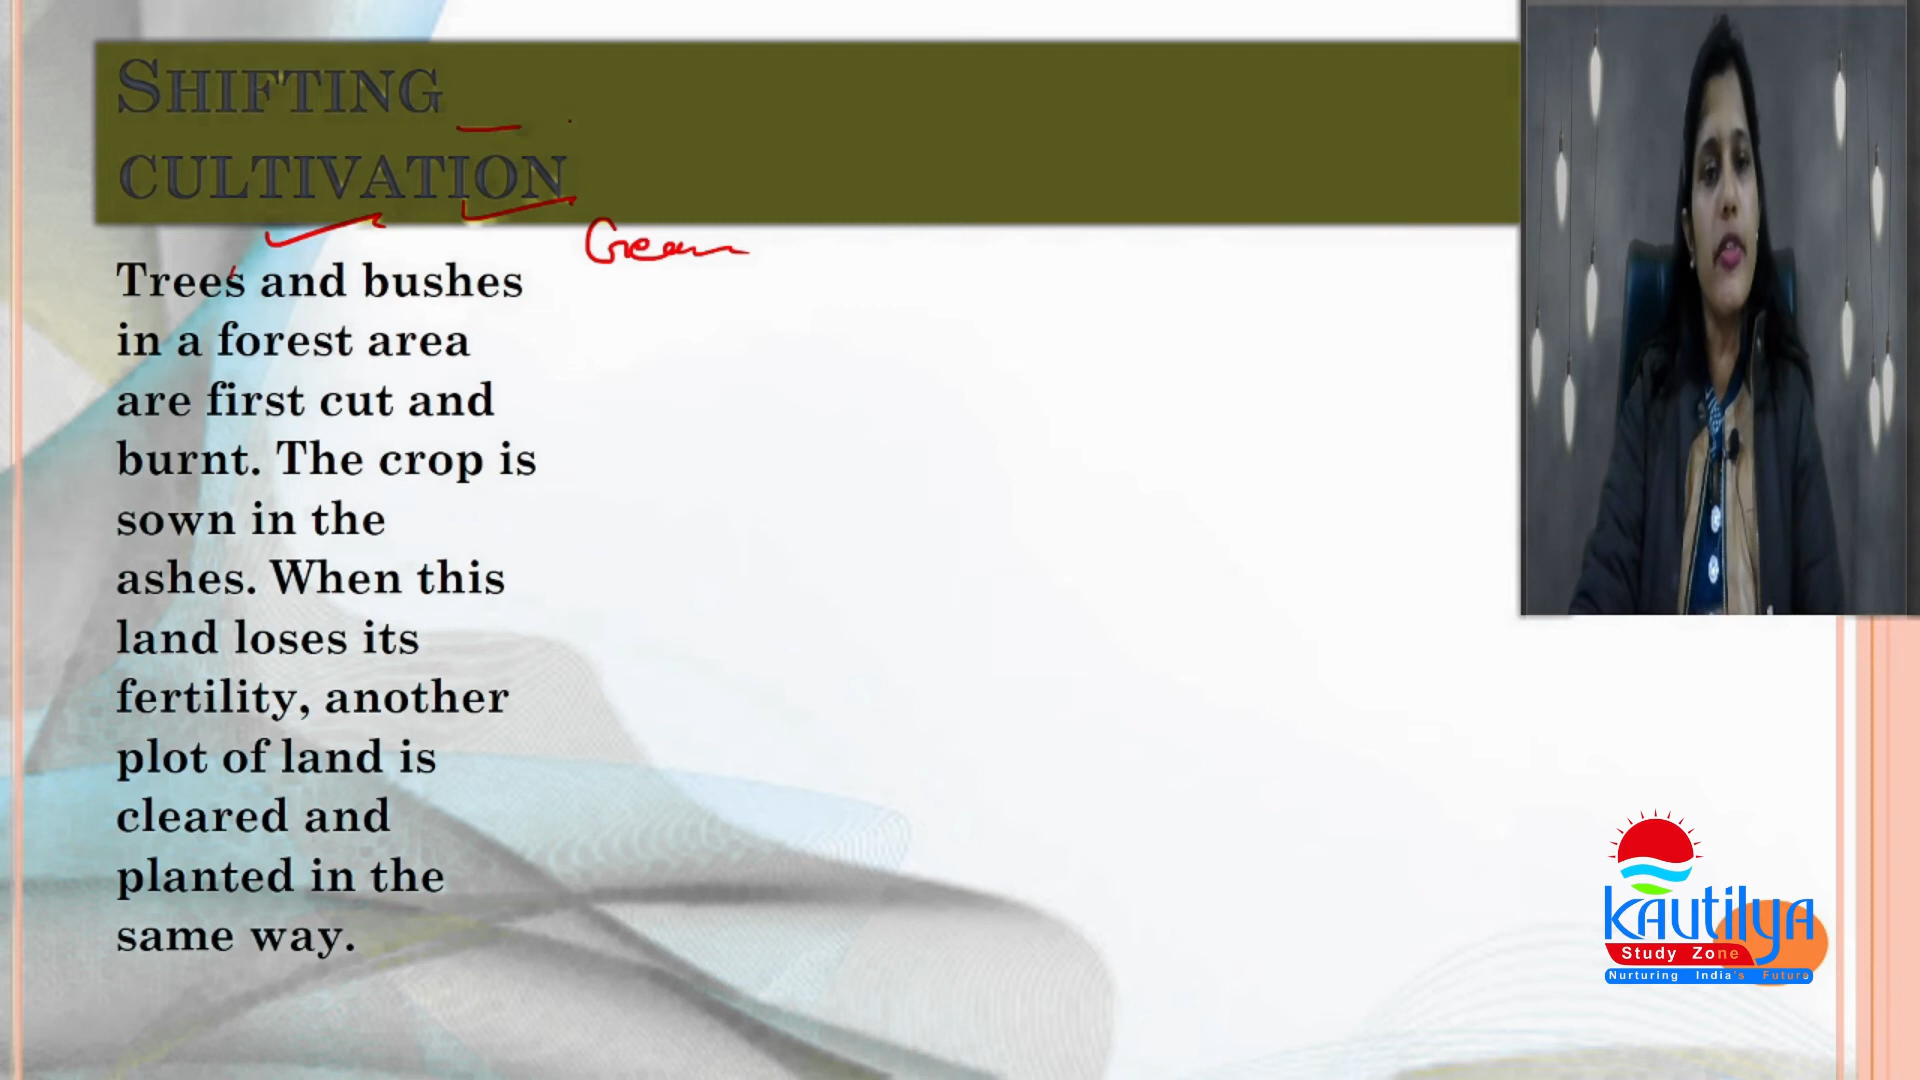 SHIFTING
CULTIVATION
Trees and bushes
in a forest area
are first cut and
burnt. The crop is
sown in the
ashes. When this
land loses its
fertility, another
plot of land is
cleared and
planted in the
same way.
kautilya
Study Zone
Nurturing India's Future